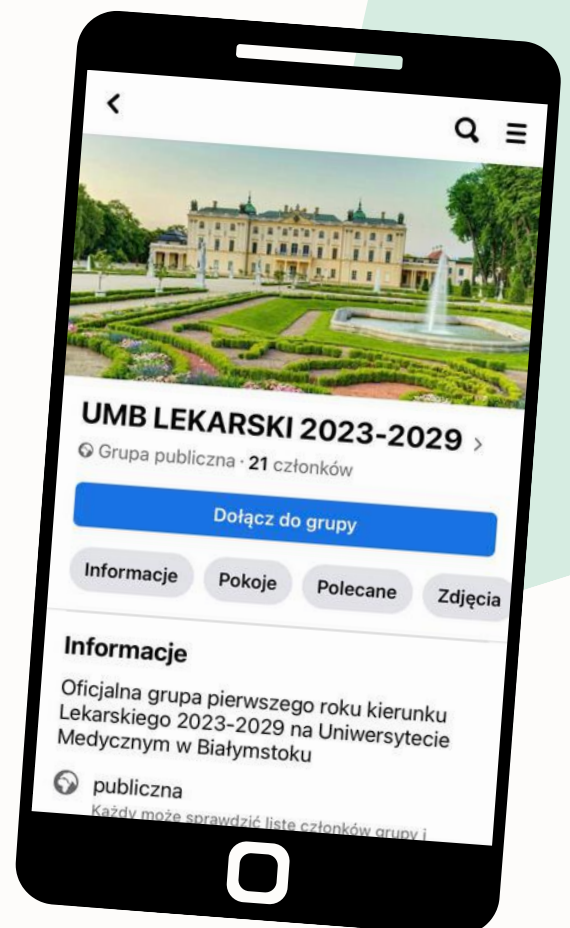 UMB LEKARSKI 2023-2029
Grupa publiczna · 21 członków
Dołącz do grupy
Informacje Pokoje Polecane Zdjęcia
Informacje
Oficjalna grupa pierwszego roku kierunku
Lekarskiego 2023-2029 na Uniwersytecie
Medycznym w Białymstoku
publiczna
Każdy może sprawdzić listę członków grupy i